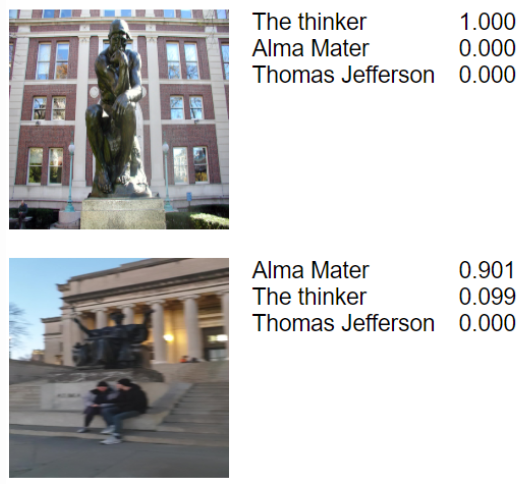 The thinker 1.000
Alma Mater 0.000
Thomas Jefferson 0.000
Alma Mater 0.901
The thinker 0.099
Thomas Jefferson 0.000